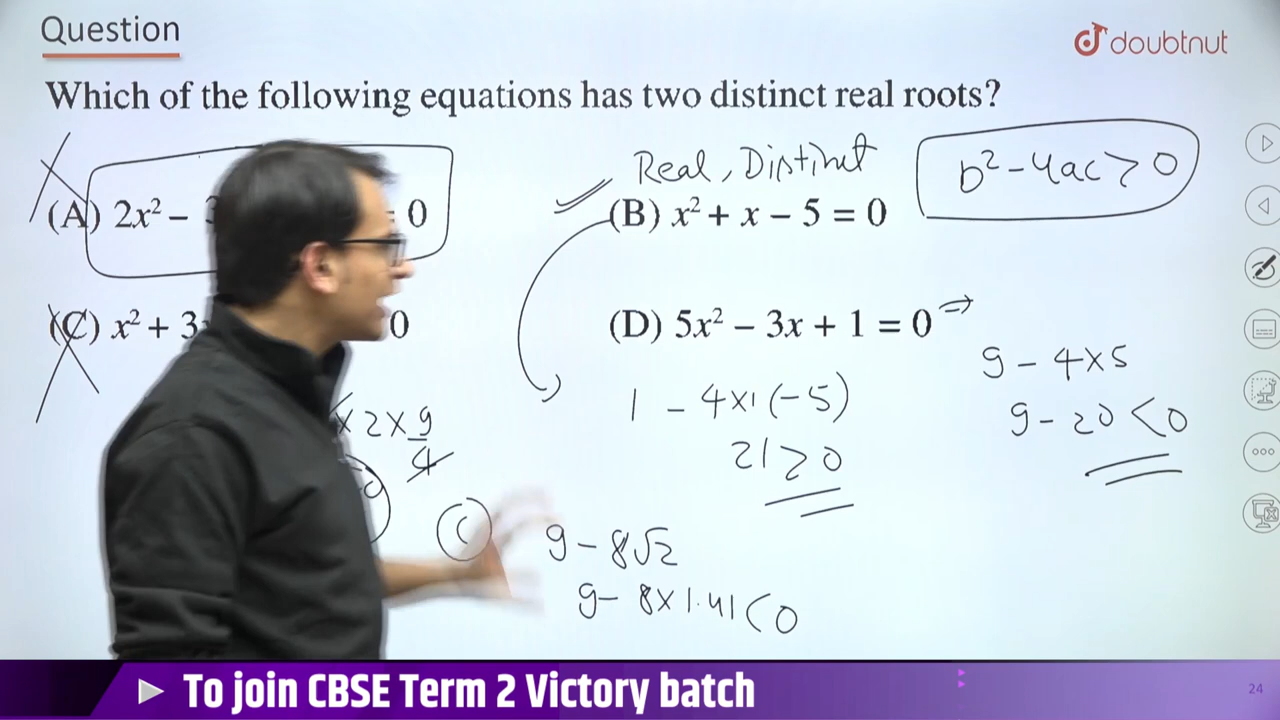 Question
doubtnut
Which of the following equations has two distinct real roots?
Real, Distinct
b² - 4ac > 0
(A) 2x² – = 0
(B) x² + x – 5 = 0
(C) x² + 3 0
(D) 5x² – 3x + 1 = 0 ⇒
9 - 4×5
9 - 20 < 0
1 - 4×1(-5)
21 ≥ 0
×2×9/4
C
9 - 8√2
9 - 8×1.41 < 0
To join CBSE Term 2 Victory batch
24